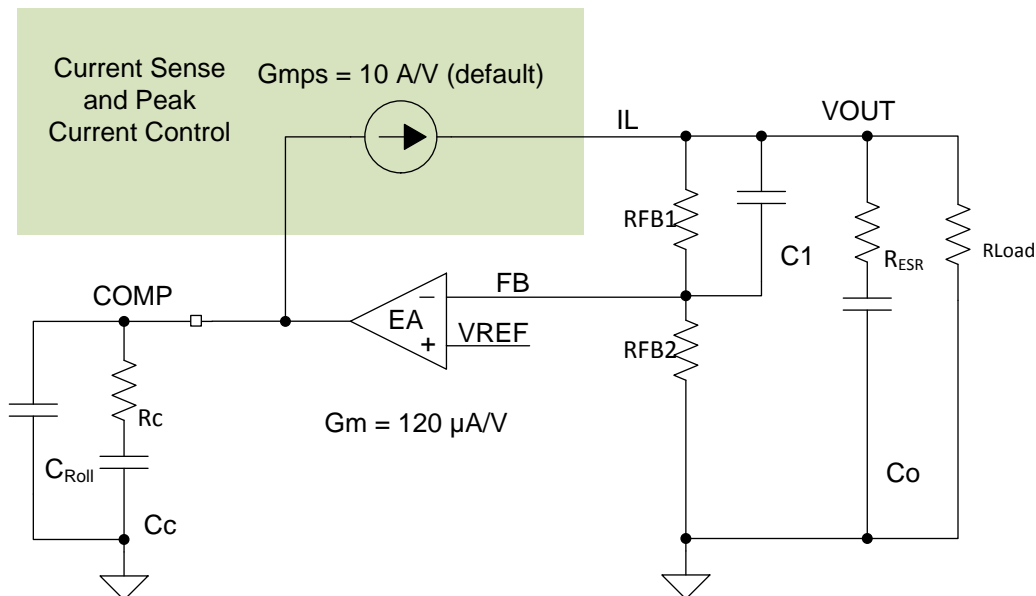 Current Sense
and Peak
Current Control
Gmps = 10 A/V (default)
IL
VOUT
RFB1
C1
RESR
RLoad
FB
COMP
EA
−
+
VREF
RFB2
Rc
Gm = 120 µA/V
CRoll
Co
Cc